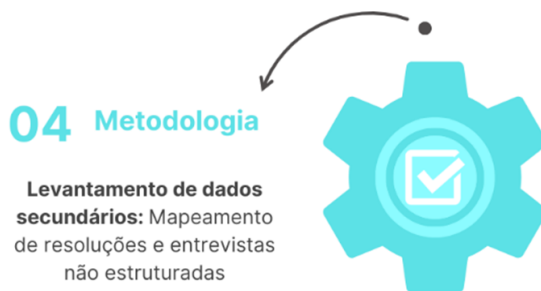 04 Metodologia
Levantamento de dados
secundários: Mapeamento
de resoluções e entrevistas
não estruturadas